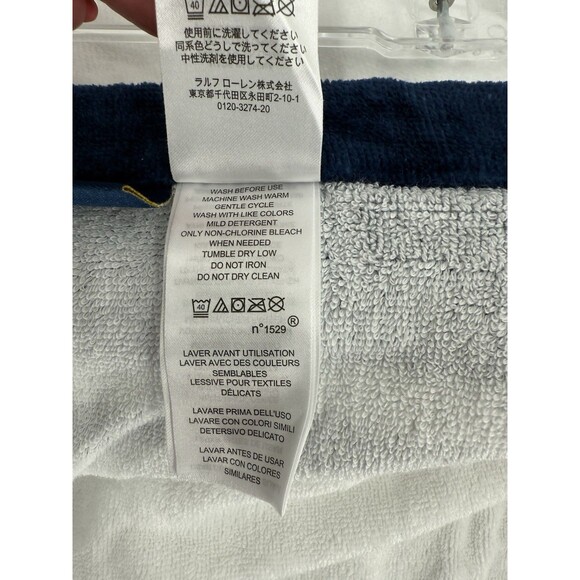 40
使用前に洗濯してください
同系色どうしで洗ってください
中性洗剤を使用してください
ラルフ ローレン株式会社
東京都千代田区永田町2-10-1
0120-3274-20
WASH BEFORE USE
MACHINE WASH WARM
GENTLE CYCLE
WASH WITH LIKE COLORS
MILD DETERGENT
ONLY NON-CHLORINE BLEACH
WHEN NEEDED
TUMBLE DRY LOW
DO NOT IRON
DO NOT DRY CLEAN
40
n°1529 ®
LAVER AVANT UTILISATION
LAVER AVEC DES COULEURS
SEMBLABLES
LESSIVE POUR TEXTILES
DÉLICATS
LAVARE PRIMA DELL'USO
LAVARE CON COLORI SIMILI
DETERSIVO DELICATO
LAVAR ANTES DE USAR
LAVAR CON COLORES
SIMILARES